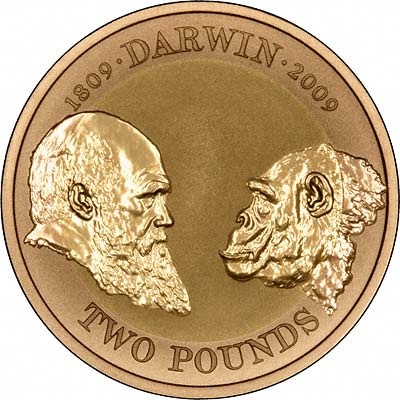 1809 · DARWIN · 2009
TWO POUNDS